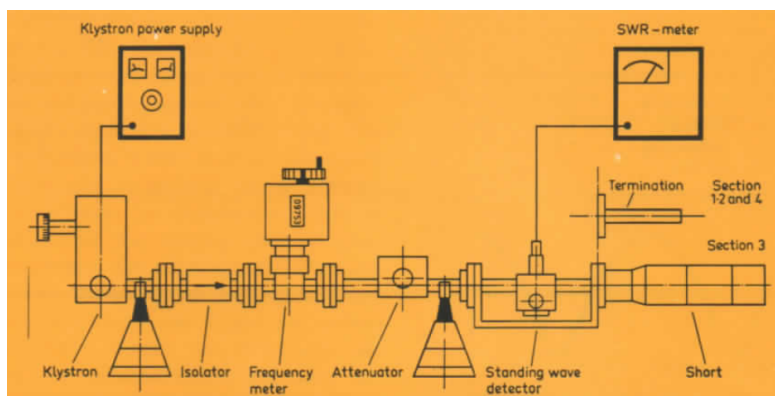 Klystron power supply
SWR-meter
09753
Termination
Section
1-2 and 4
Section 3
Klystron
Isolator
Frequency
meter
Attenuator
Standing wave
detector
Short